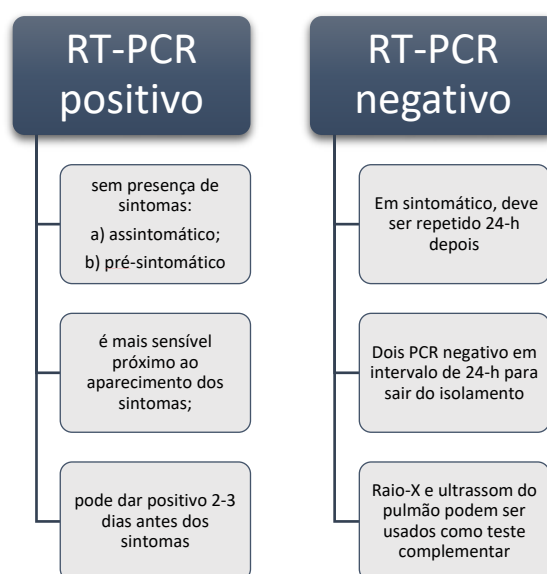 RT-PCR
positivo
sem presença de
sintomas:
a) assintomático;
b) pré-sintomático
é mais sensível
próximo ao
aparecimento dos
sintomas;
pode dar positivo 2-3
dias antes dos
sintomas
RT-PCR
negativo
Em sintomático, deve
ser repetido 24-h
depois
Dois PCR negativo em
intervalo de 24-h para
sair do isolamento
Raio-X e ultrassom do
pulmão podem ser
usados como teste
complementar